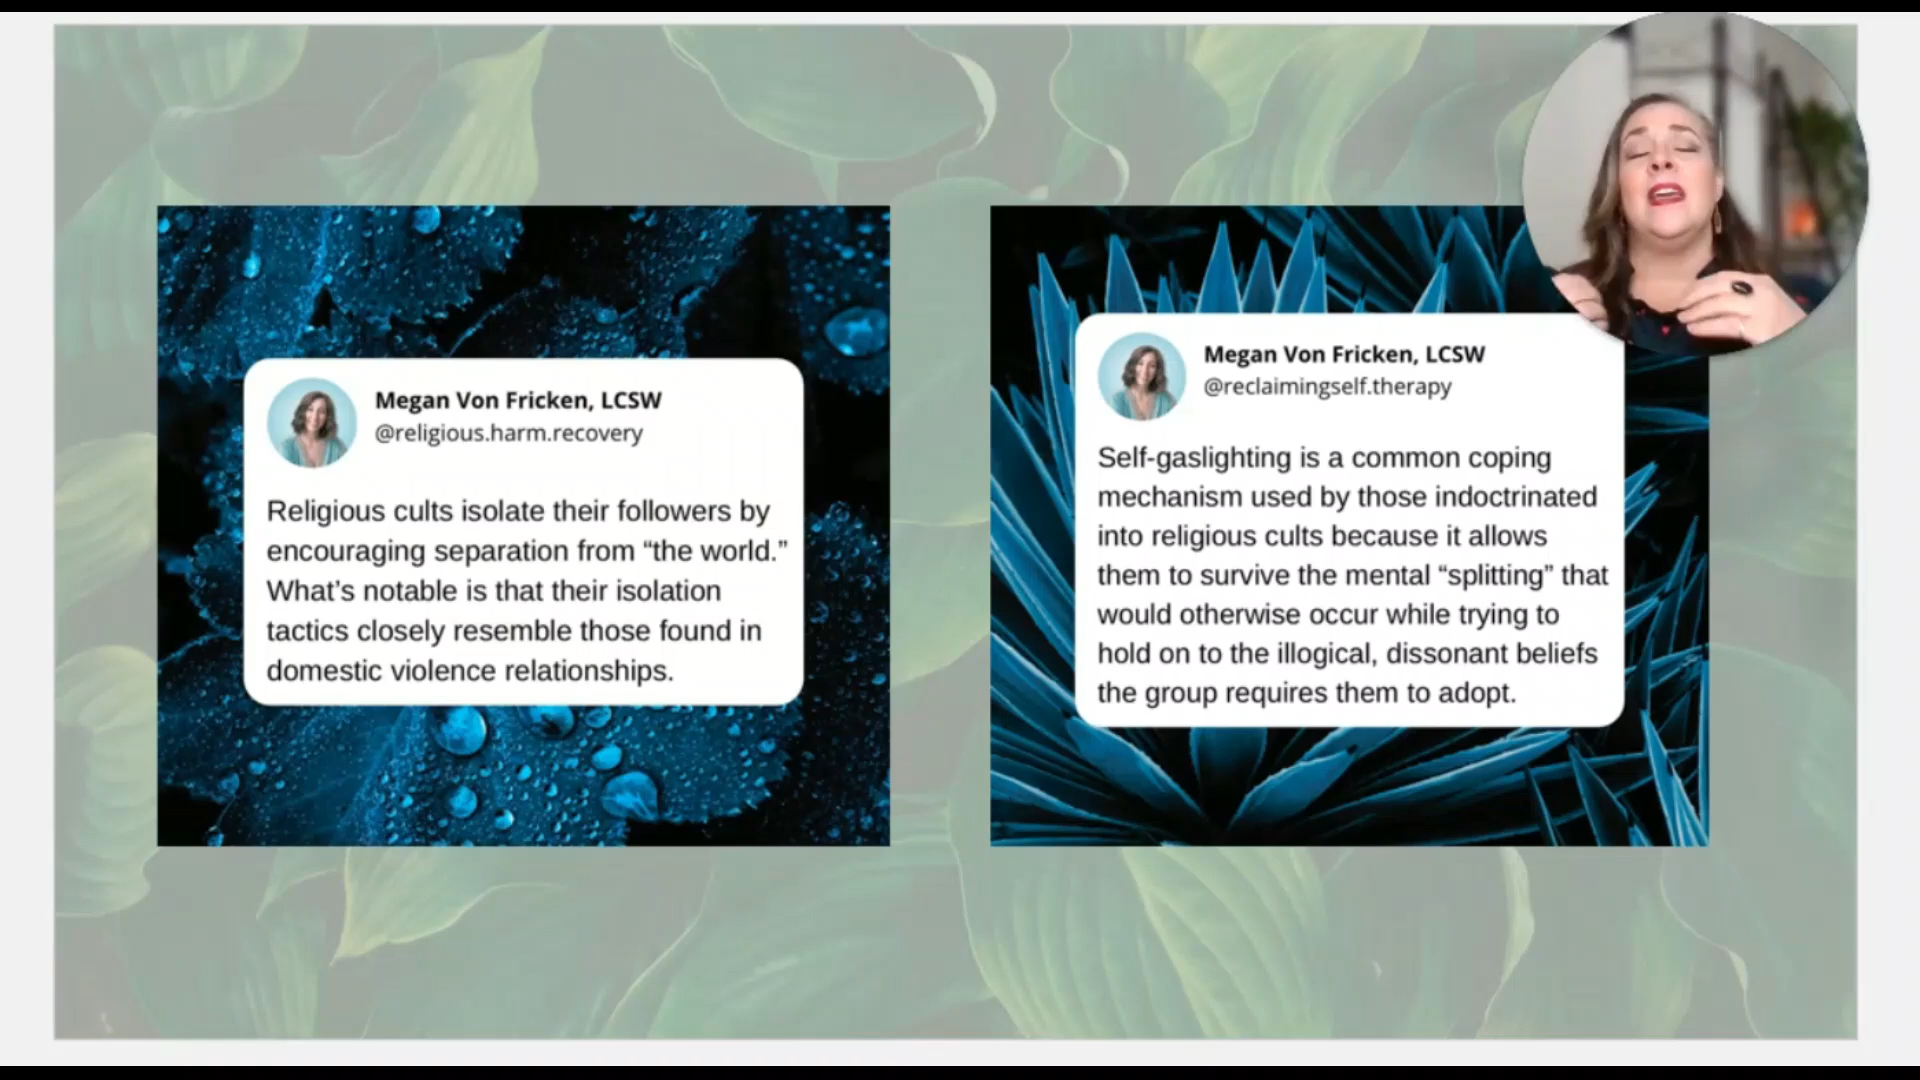 Megan Von Fricken, LCSW
@religious.harm.recovery
Religious cults isolate their followers by
encouraging separation from “the world.”
What’s notable is that their isolation
tactics closely resemble those found in
domestic violence relationships.
Megan Von Fricken, LCSW
@reclaimingself.therapy
Self-gaslighting is a common coping
mechanism used by those indoctrinated
into religious cults because it allows
them to survive the mental “splitting” that
would otherwise occur while trying to
hold on to the illogical, dissonant beliefs
the group requires them to adopt.